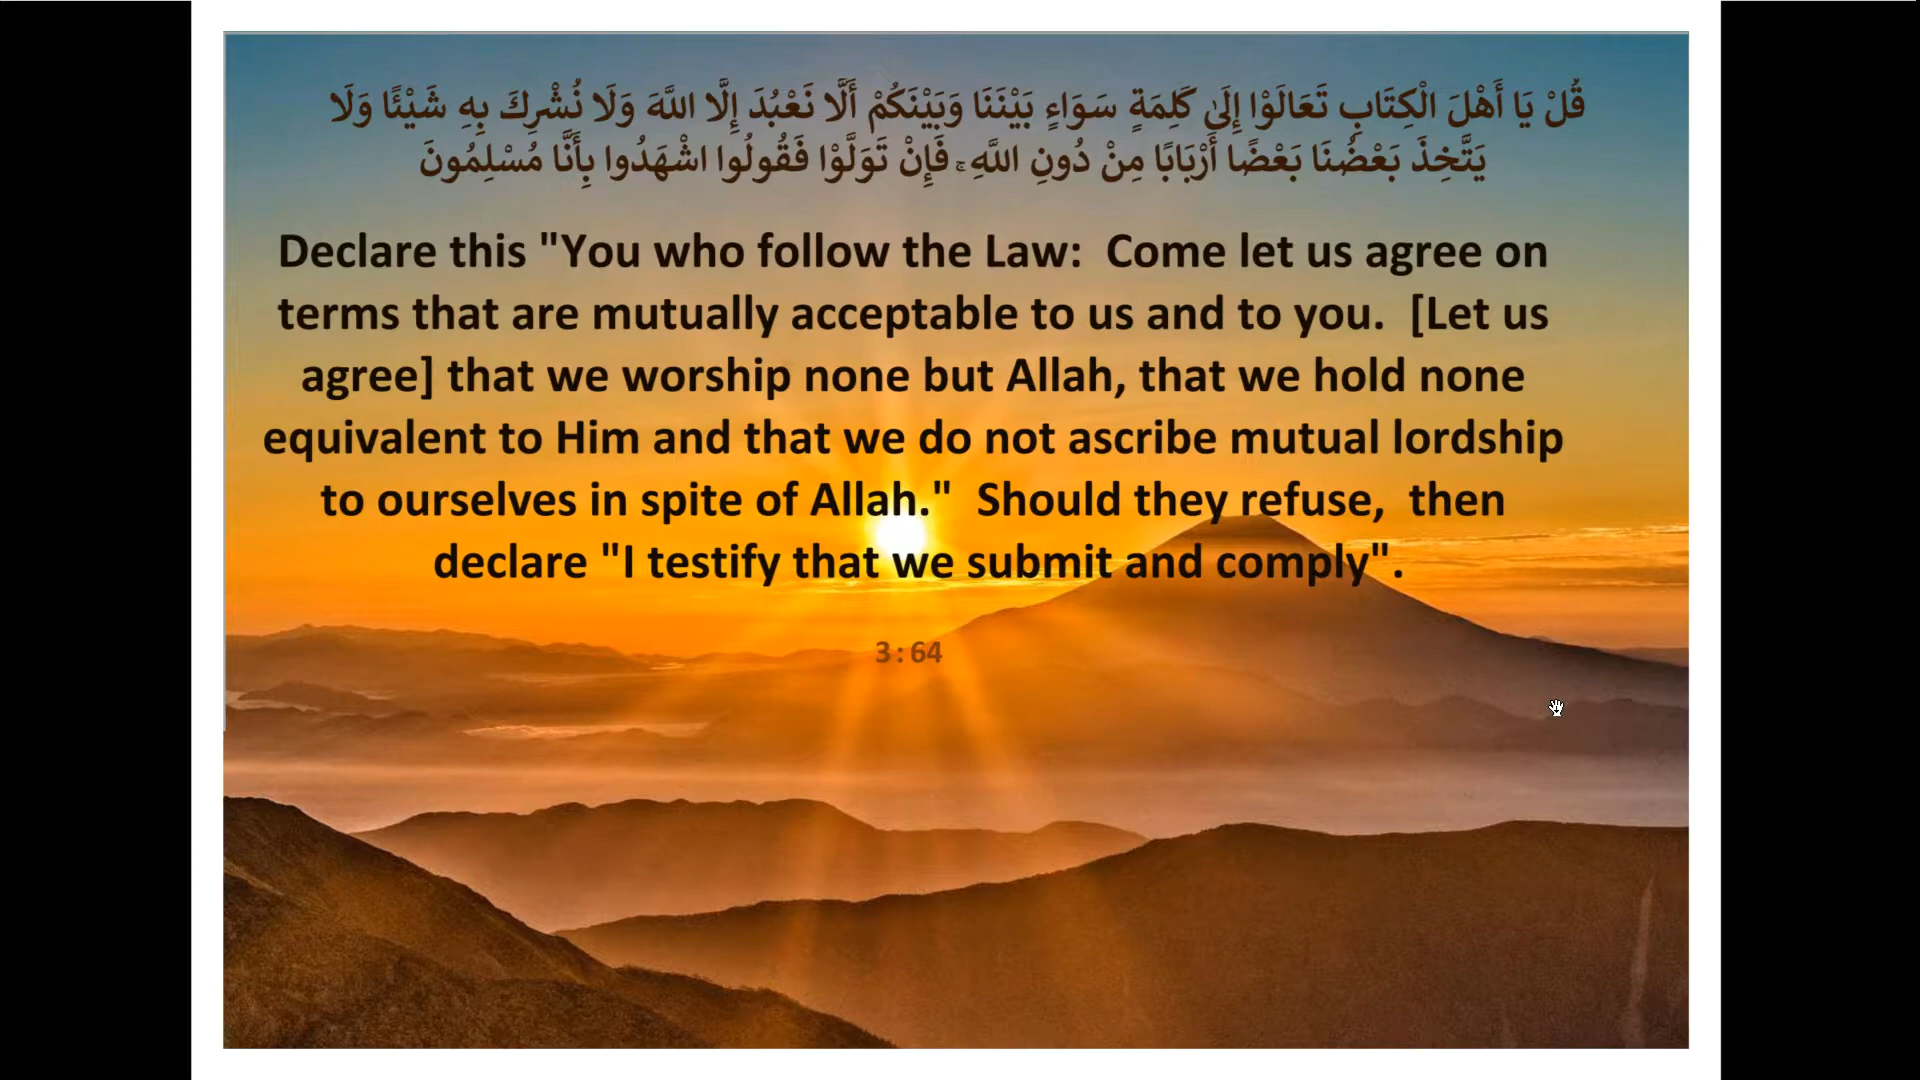 قُلْ يَا أَهْلَ الْكِتَابِ تَعَالَوْا إِلَىٰ كَلِمَةٍ سَوَاءٍ بَيْنَنَا وَبَيْنَكُمْ أَلَّا نَعْبُدَ إِلَّا اللَّهَ وَلَا نُشْرِكَ بِهِ شَيْئًا وَلَا
يَتَّخِذَ بَعْضُنَا بَعْضًا أَرْبَابًا مِنْ دُونِ اللَّهِ ۚ فَإِنْ تَوَلَّوْا فَقُولُوا اشْهَدُوا بِأَنَّا مُسْلِمُونَ
Declare this "You who follow the Law:  Come let us agree on
terms that are mutually acceptable to us and to you.  [Let us
agree] that we worship none but Allah, that we hold none
equivalent to Him and that we do not ascribe mutual lordship
to ourselves in spite of Allah."  Should they refuse,  then
declare "I testify that we submit and comply".
3:64